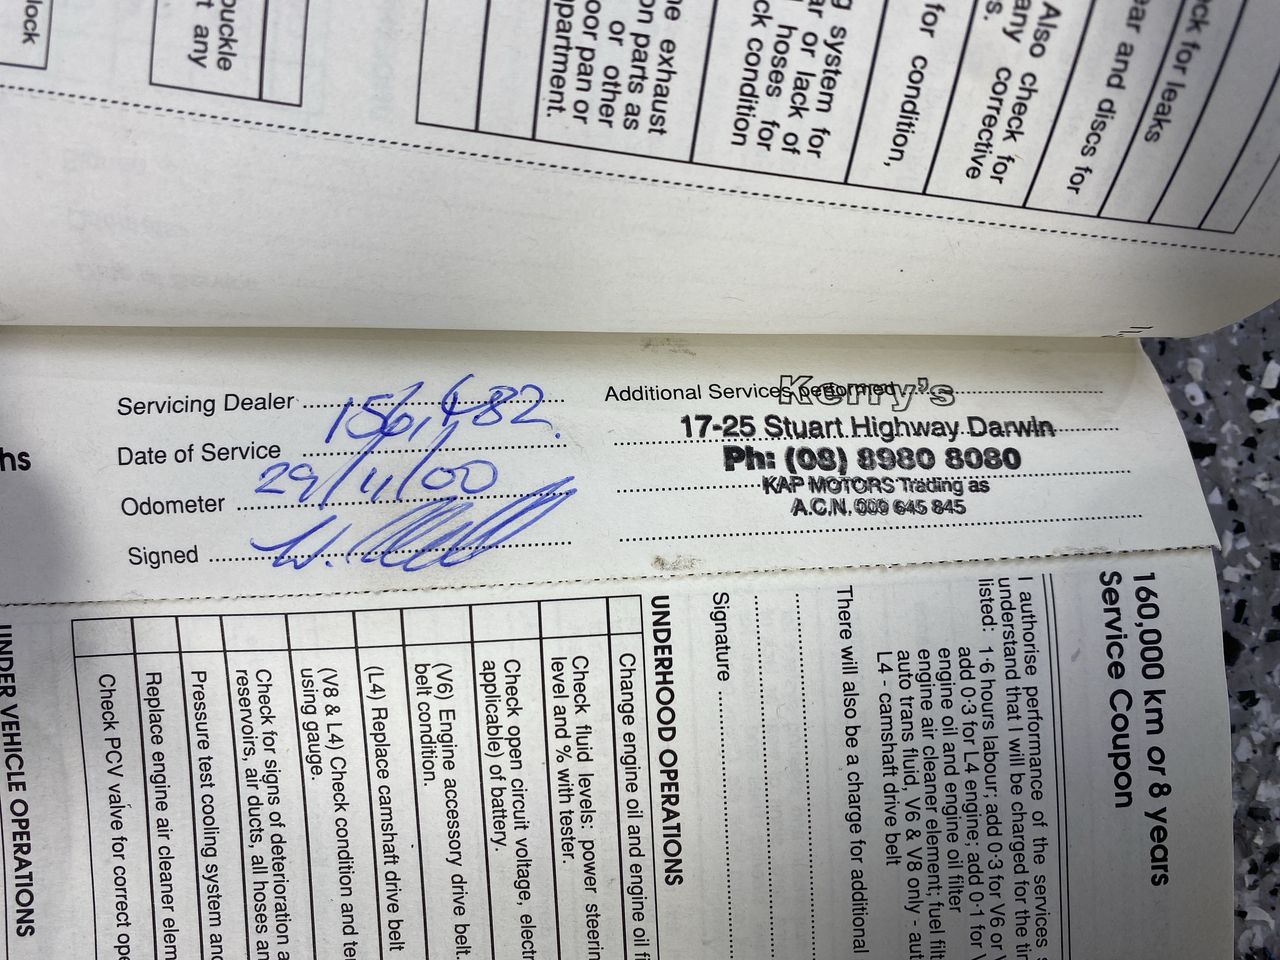 lock
buckle
t any
ne exhaust
on parts as
or other
oor pan or
partment.
g system for
ar or lack of
hoses for
ck condition
for condition,
Also check for
any corrective
s.
ear and discs for
ck for leaks
hs
Servicing Dealer 156,482.
Date of Service
Odometer 29/11/00
Signed
Additional Services performed
Kerry's
17-25 Stuart Highway Darwin
Ph: (08) 8980 8080
KAP MOTORS Trading as
A.C.N. 009 645 845
160,000 km or 8 years
Service Coupon
I authorise performance of the services
understand that I will be charged for the
listed: 1·6 hours labour; add 0·3 for V6 or
add 0·3 for L4 engine; add 0·1 for
engine oil and engine oil filter
engine air cleaner element; fuel filt
auto trans fluid, V6 & V8 only - aut
L4 - camshaft drive belt
There will also be a charge for additional
Signature
UNDERHOOD OPERATIONS
Change engine oil and engine oil fi
Check fluid levels; power steerin
level and % with tester.
Check open circuit voltage, electr
applicable) of battery.
(V6) Engine accessory drive belt.
belt condition.
(L4) Replace camshaft drive belt
(V8 & L4) Check condition and te
using gauge.
Check for signs of deterioration a
reservoirs, air ducts, all hoses an
Pressure test cooling system and
Replace engine air cleaner elem
Check PCV valve for correct ope
UNDER VEHICLE OPERATIONS